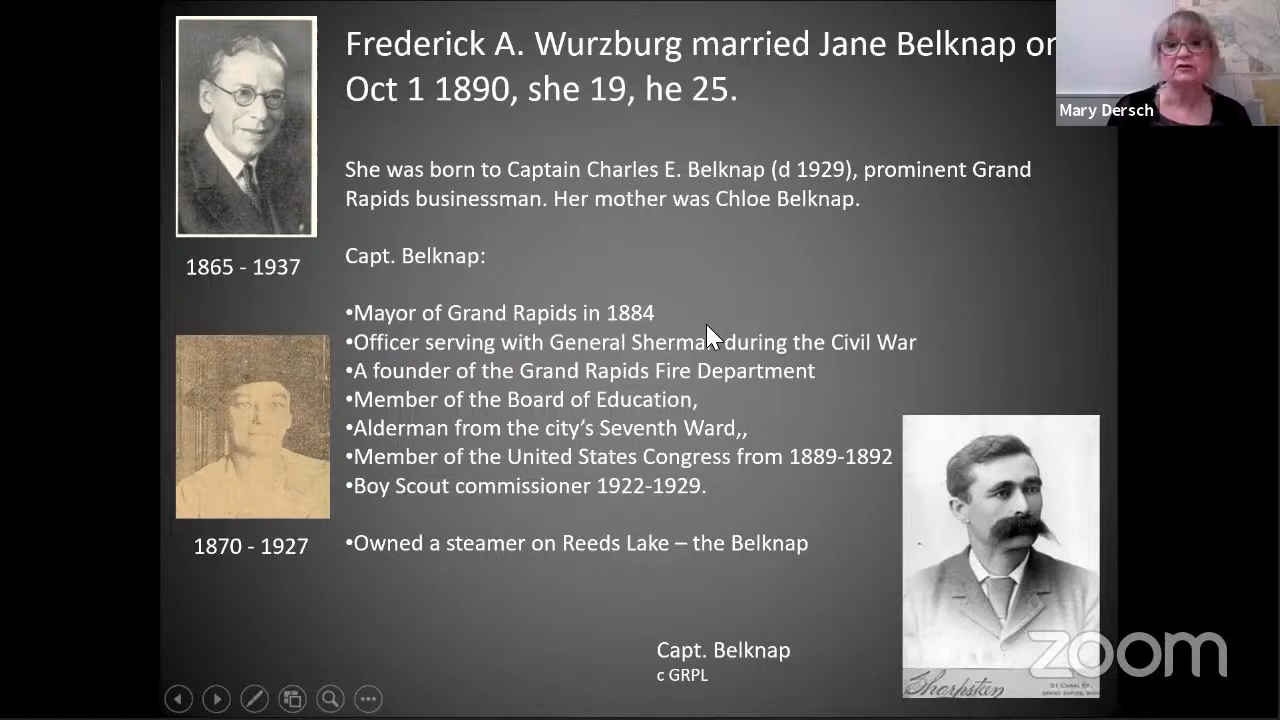 Frederick A. Wurzburg married Jane Belknap on
Oct 1 1890, she 19, he 25.
Mary Dersch
She was born to Captain Charles E. Belknap (d 1929), prominent Grand
Rapids businessman. Her mother was Chloe Belknap.
1865 - 1937
Capt. Belknap:
•Mayor of Grand Rapids in 1884
•Officer serving with General Sherman during the Civil War
•A founder of the Grand Rapids Fire Department
•Member of the Board of Education,
•Alderman from the city’s Seventh Ward,,
•Member of the United States Congress from 1889-1892
•Boy Scout commissioner 1922-1929.
1870 - 1927
•Owned a steamer on Reeds Lake – the Belknap
Capt. Belknap
c GRPL
zoom
Sharpsteen
GRAND RAPIDS,